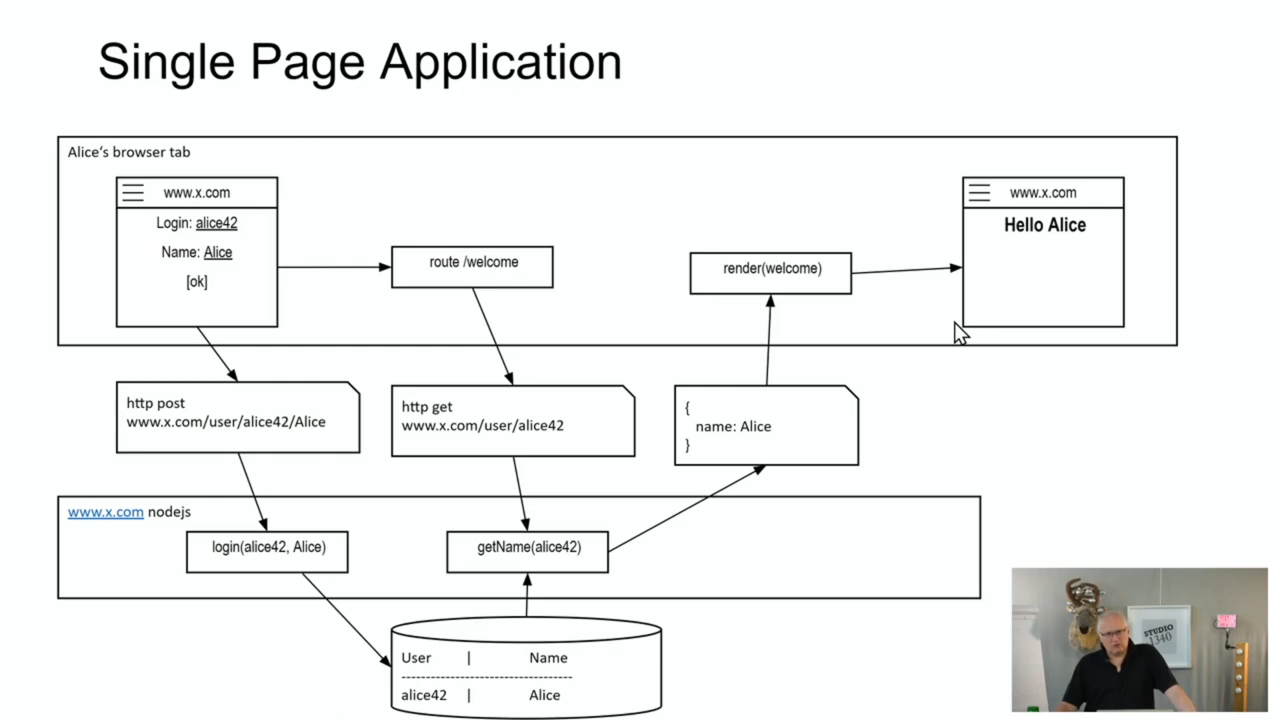 Single Page Application
Alice's browser tab
www.x.com
Login: alice42
Name: Alice
[ok]
route /welcome
render(welcome)
www.x.com
Hello Alice
http post
www.x.com/user/alice42/Alice
http get
www.x.com/user/alice42
{
name: Alice
}
www.x.com nodejs
login(alice42, Alice)
getName(alice42)
User | Name
-----------------------------------
alice42 | Alice
STUDIO
1340